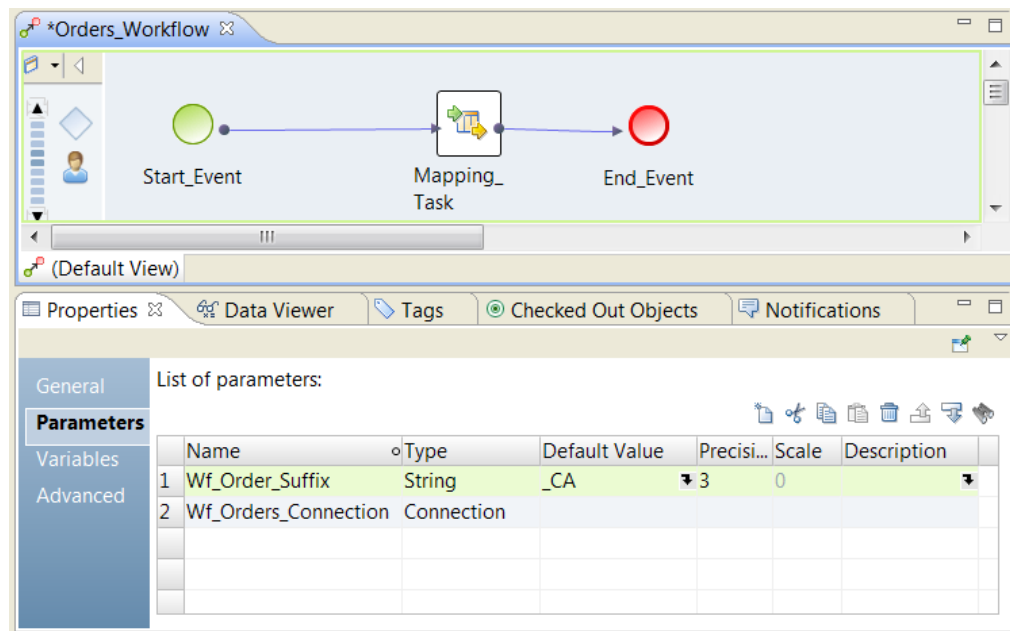 *Orders_Workflow
Start_Event
Mapping_
Task
End_Event
(Default View)
Properties Data Viewer Tags Checked Out Objects Notifications
General
Parameters
Variables
Advanced
List of parameters:
Name Type Default Value Precisi... Scale Description
1 Wf_Order_Suffix String _CA 3 0
2 Wf_Orders_Connection Connection